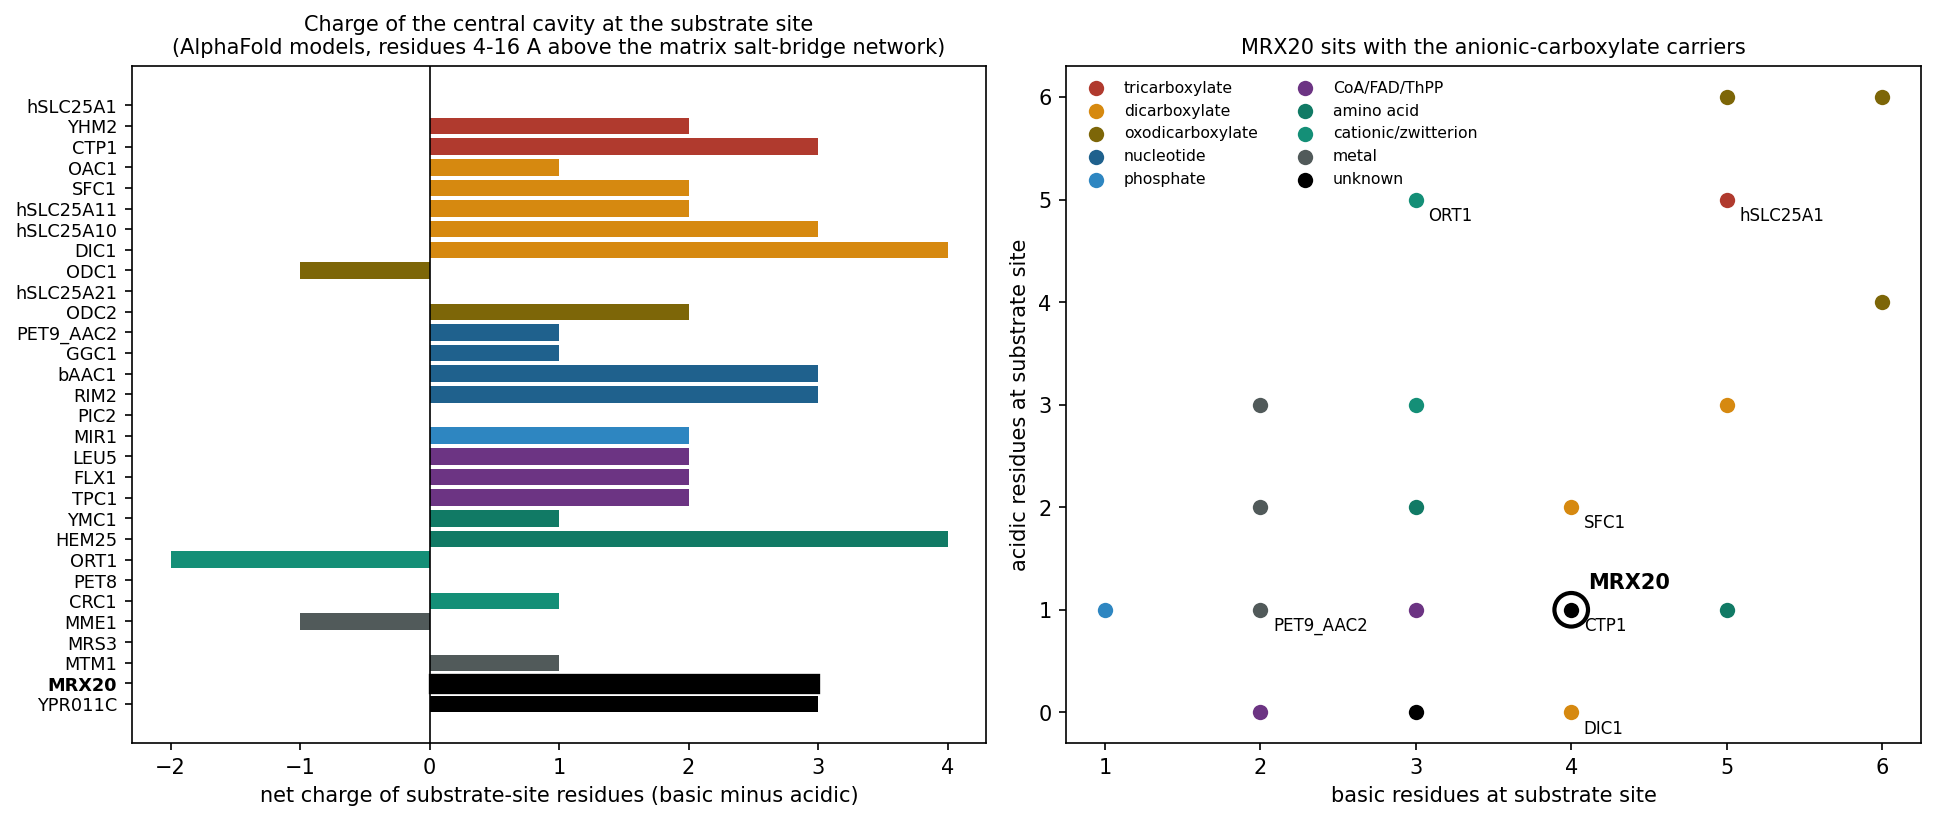 Charge of the central cavity at the substrate site
(AlphaFold models, residues 4-16 A above the matrix salt-bridge network)
hSLC25A1
YHM2
CTP1
OAC1
SFC1
hSLC25A11
hSLC25A10
DIC1
ODC1
hSLC25A21
ODC2
PET9_AAC2
GGC1
bAAC1
RIM2
PIC2
MIR1
LEU5
FLX1
TPC1
YMC1
HEM25
ORT1
PET8
CRC1
MME1
MRS3
MTM1
MRX20
YPR011C
−2 −1 0 1 2 3 4
net charge of substrate-site residues (basic minus acidic)
MRX20 sits with the anionic-carboxylate carriers
tricarboxylate
dicarboxylate
oxodicarboxylate
nucleotide
phosphate
CoA/FAD/ThPP
amino acid
cationic/zwitterion
metal
unknown
acidic residues at substrate site
6
5
4
3
2
1
0
ORT1
hSLC25A1
SFC1
MRX20
PET9_AAC2
CTP1
DIC1
1 2 3 4 5 6
basic residues at substrate site